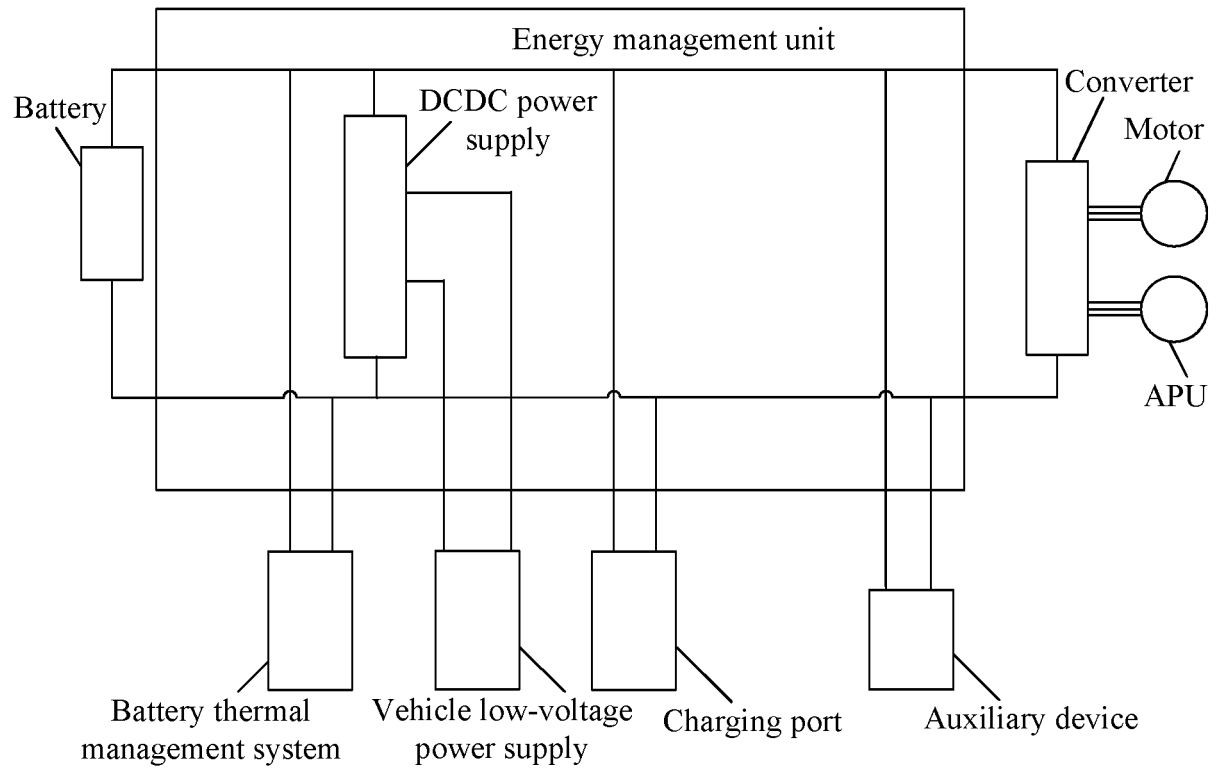 Energy management unit
Battery
DCDC power
supply
Converter
Motor
APU
Battery thermal
management system
Vehicle low-voltage
power supply
Charging port
Auxiliary device